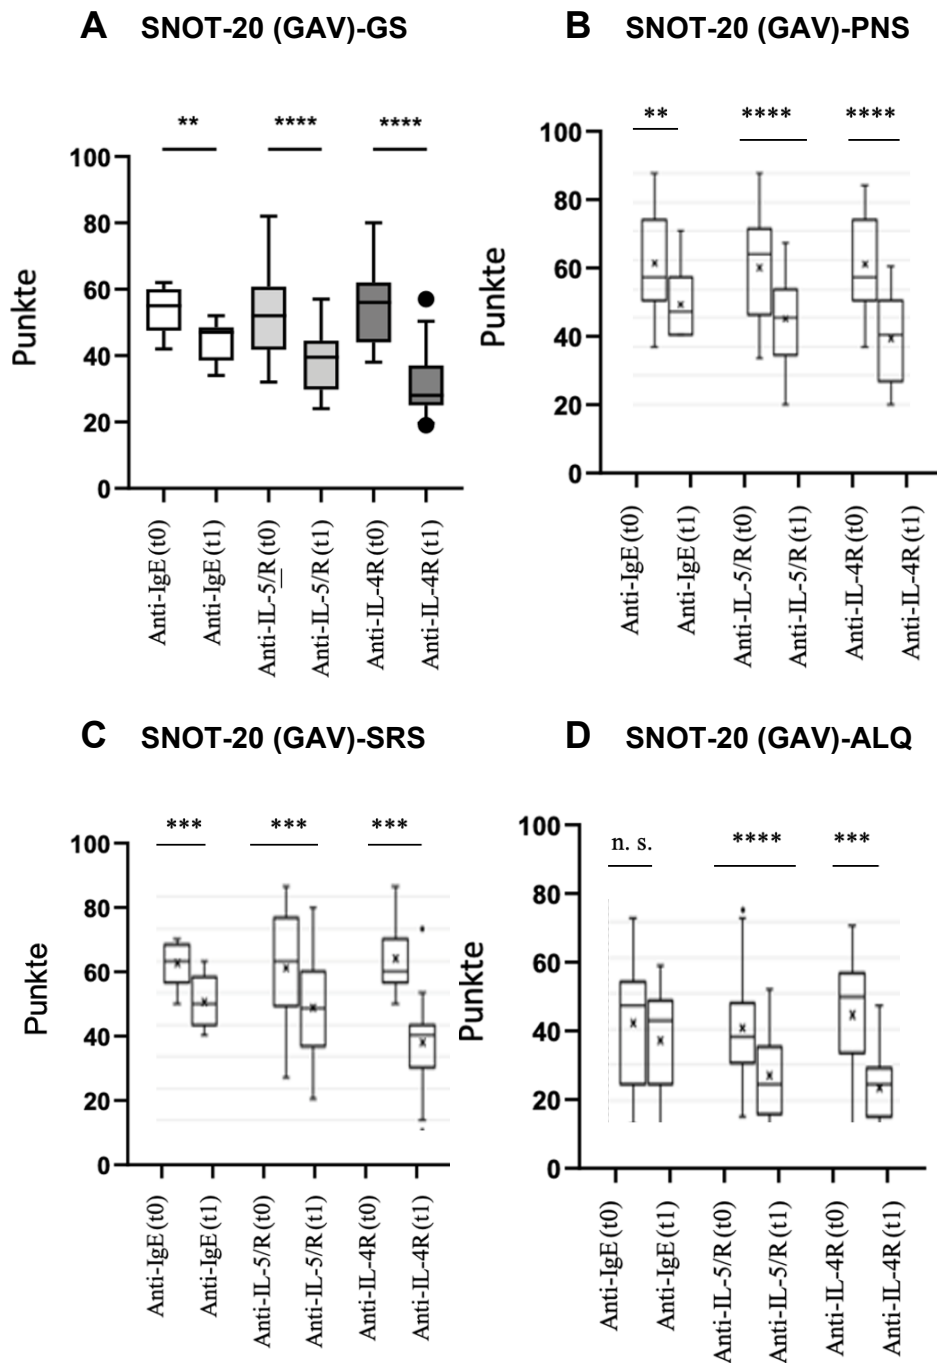 A SNOT-20 (GAV)-GS
** **** ****
Punkte
100
80
60
40
20
0
Anti-IgE (t0)
Anti-IgE (t1)
Anti-IL-5/R (t0)
Anti-IL-5/R (t1)
Anti-IL-4R (t0)
Anti-IL-4R (t1)
B SNOT-20 (GAV)-PNS
** **** ****
Punkte
100
80
60
40
20
0
Anti-IgE (t0)
Anti-IgE (t1)
Anti-IL-5/R (t0)
Anti-IL-5/R (t1)
Anti-IL-4R (t0)
Anti-IL-4R (t1)
C SNOT-20 (GAV)-SRS
*** *** ***
Punkte
100
80
60
40
20
0
Anti-IgE (t0)
Anti-IgE (t1)
Anti-IL-5/R (t0)
Anti-IL-5/R (t1)
Anti-IL-4R (t0)
Anti-IL-4R (t1)
D SNOT-20 (GAV)-ALQ
n. s. **** ***
Punkte
100
80
60
40
20
0
Anti-IgE (t0)
Anti-IgE (t1)
Anti-IL-5/R (t0)
Anti-IL-5/R (t1)
Anti-IL-4R (t0)
Anti-IL-4R (t1)